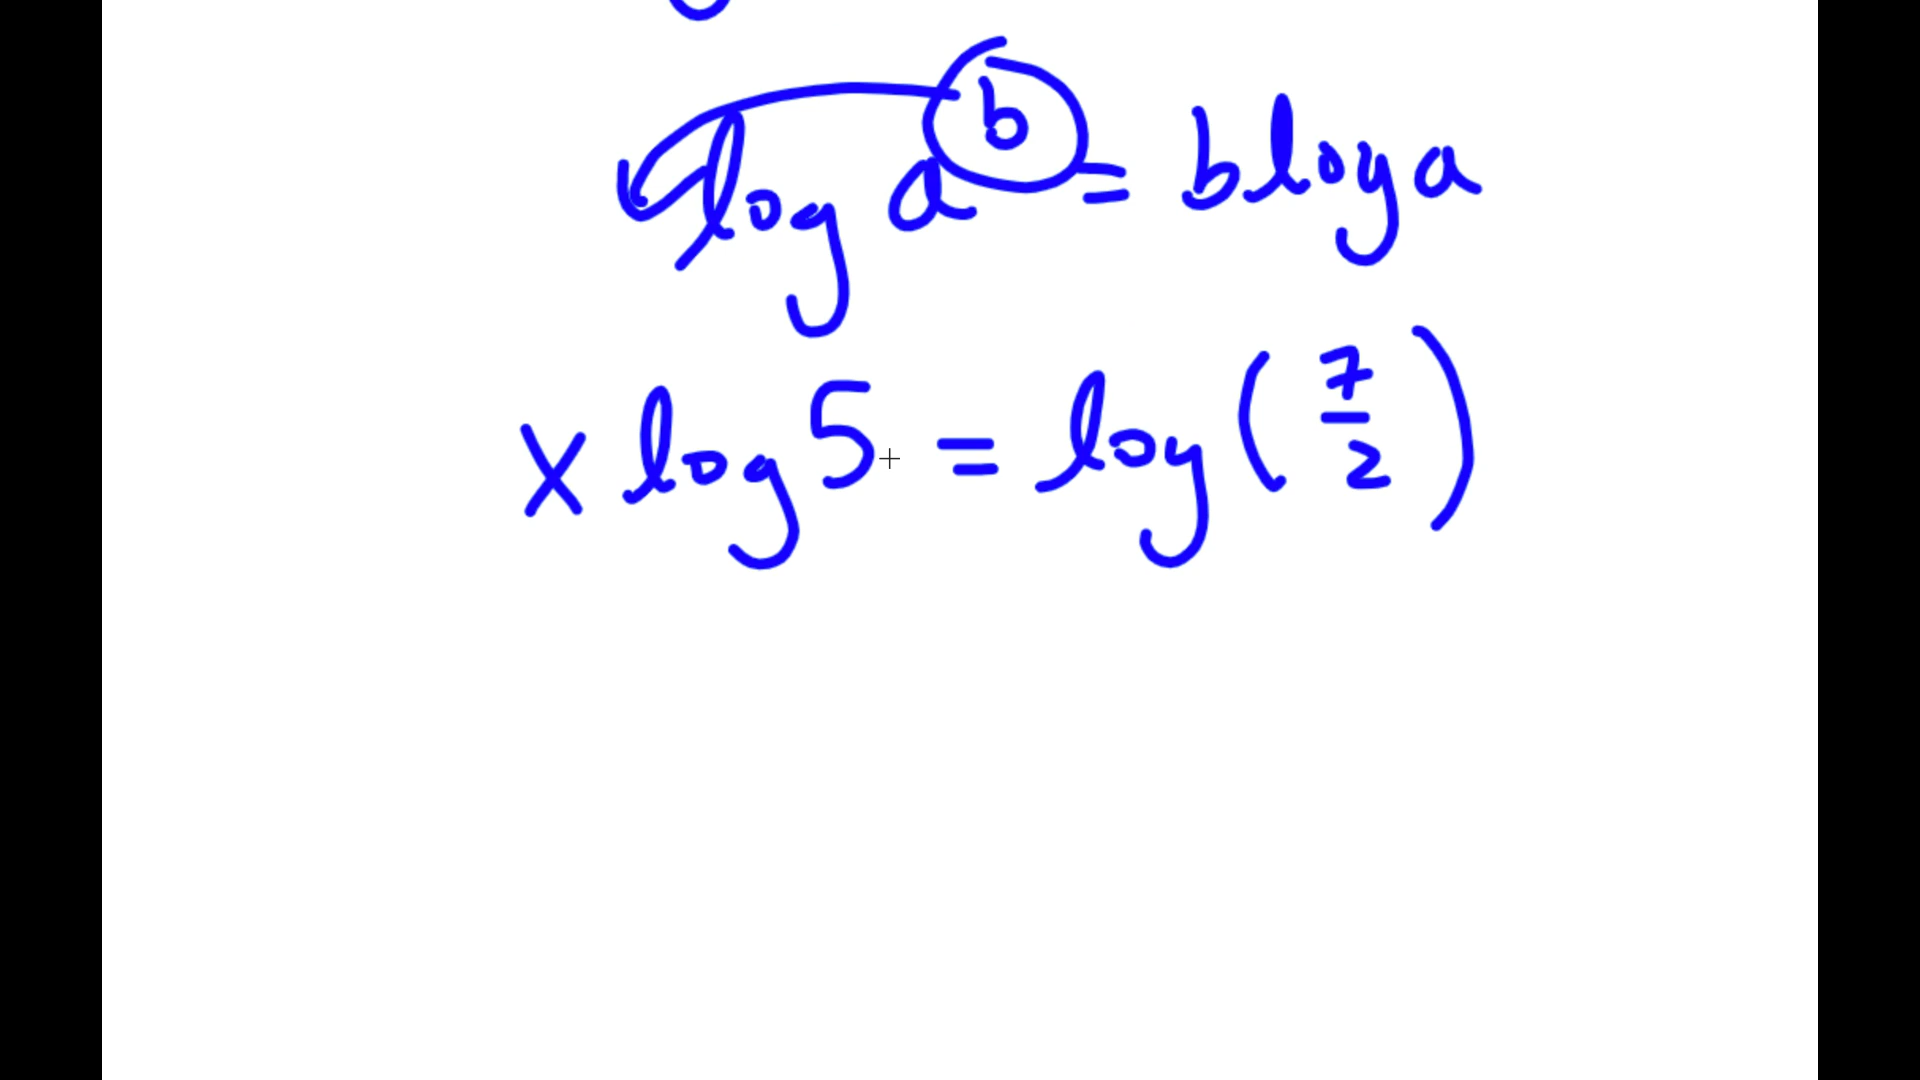 log a^b = b log a
x log 5 = log (7/2)